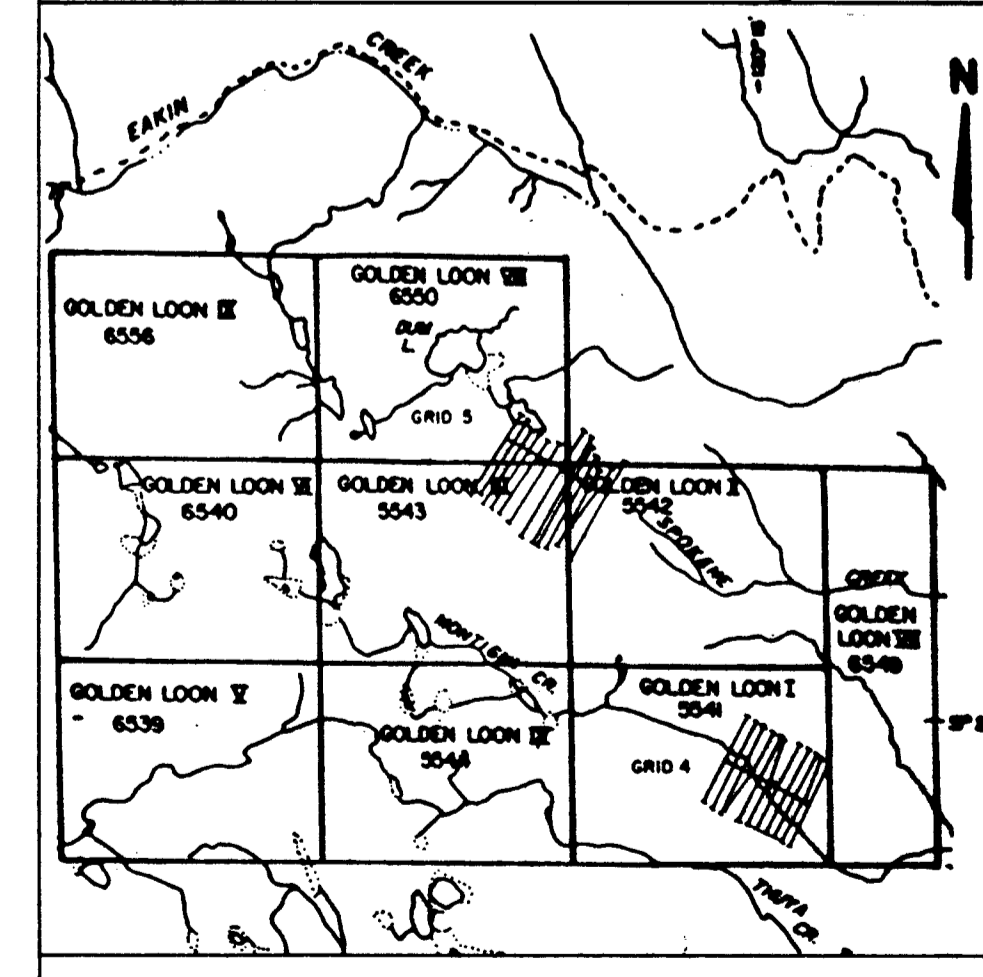 CREEK
EAKIN
N
GOLDEN LOON IX
6556
GOLDEN LOON VIII
6550
L.
GRID 5
GOLDEN LOON VI
6540
GOLDEN LOON
5543
GOLDEN LOON II
5542
SPOKANE
CREEK
GOLDEN
LOON VII
6549
CR.
GOLDEN LOON V
6539
GOLDEN LOON IV
5544
GOLDEN LOON I
5541
GRID 4
THUYA
CR.